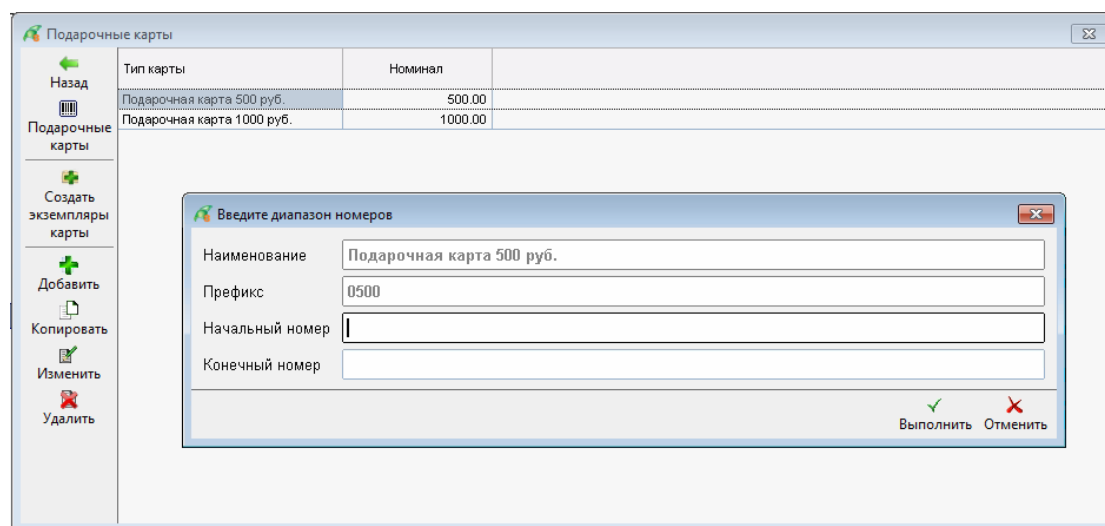 Подарочные карты
Назад
Подарочные
карты
Создать
экземпляры
карты
Добавить
Копировать
Изменить
Удалить
Тип карты Номинал
Подарочная карта 500 руб. 500.00
Подарочная карта 1000 руб. 1000.00
Введите диапазон номеров
Наименование Подарочная карта 500 руб.
Префикс 0500
Начальный номер
Конечный номер
Выполнить Отменить